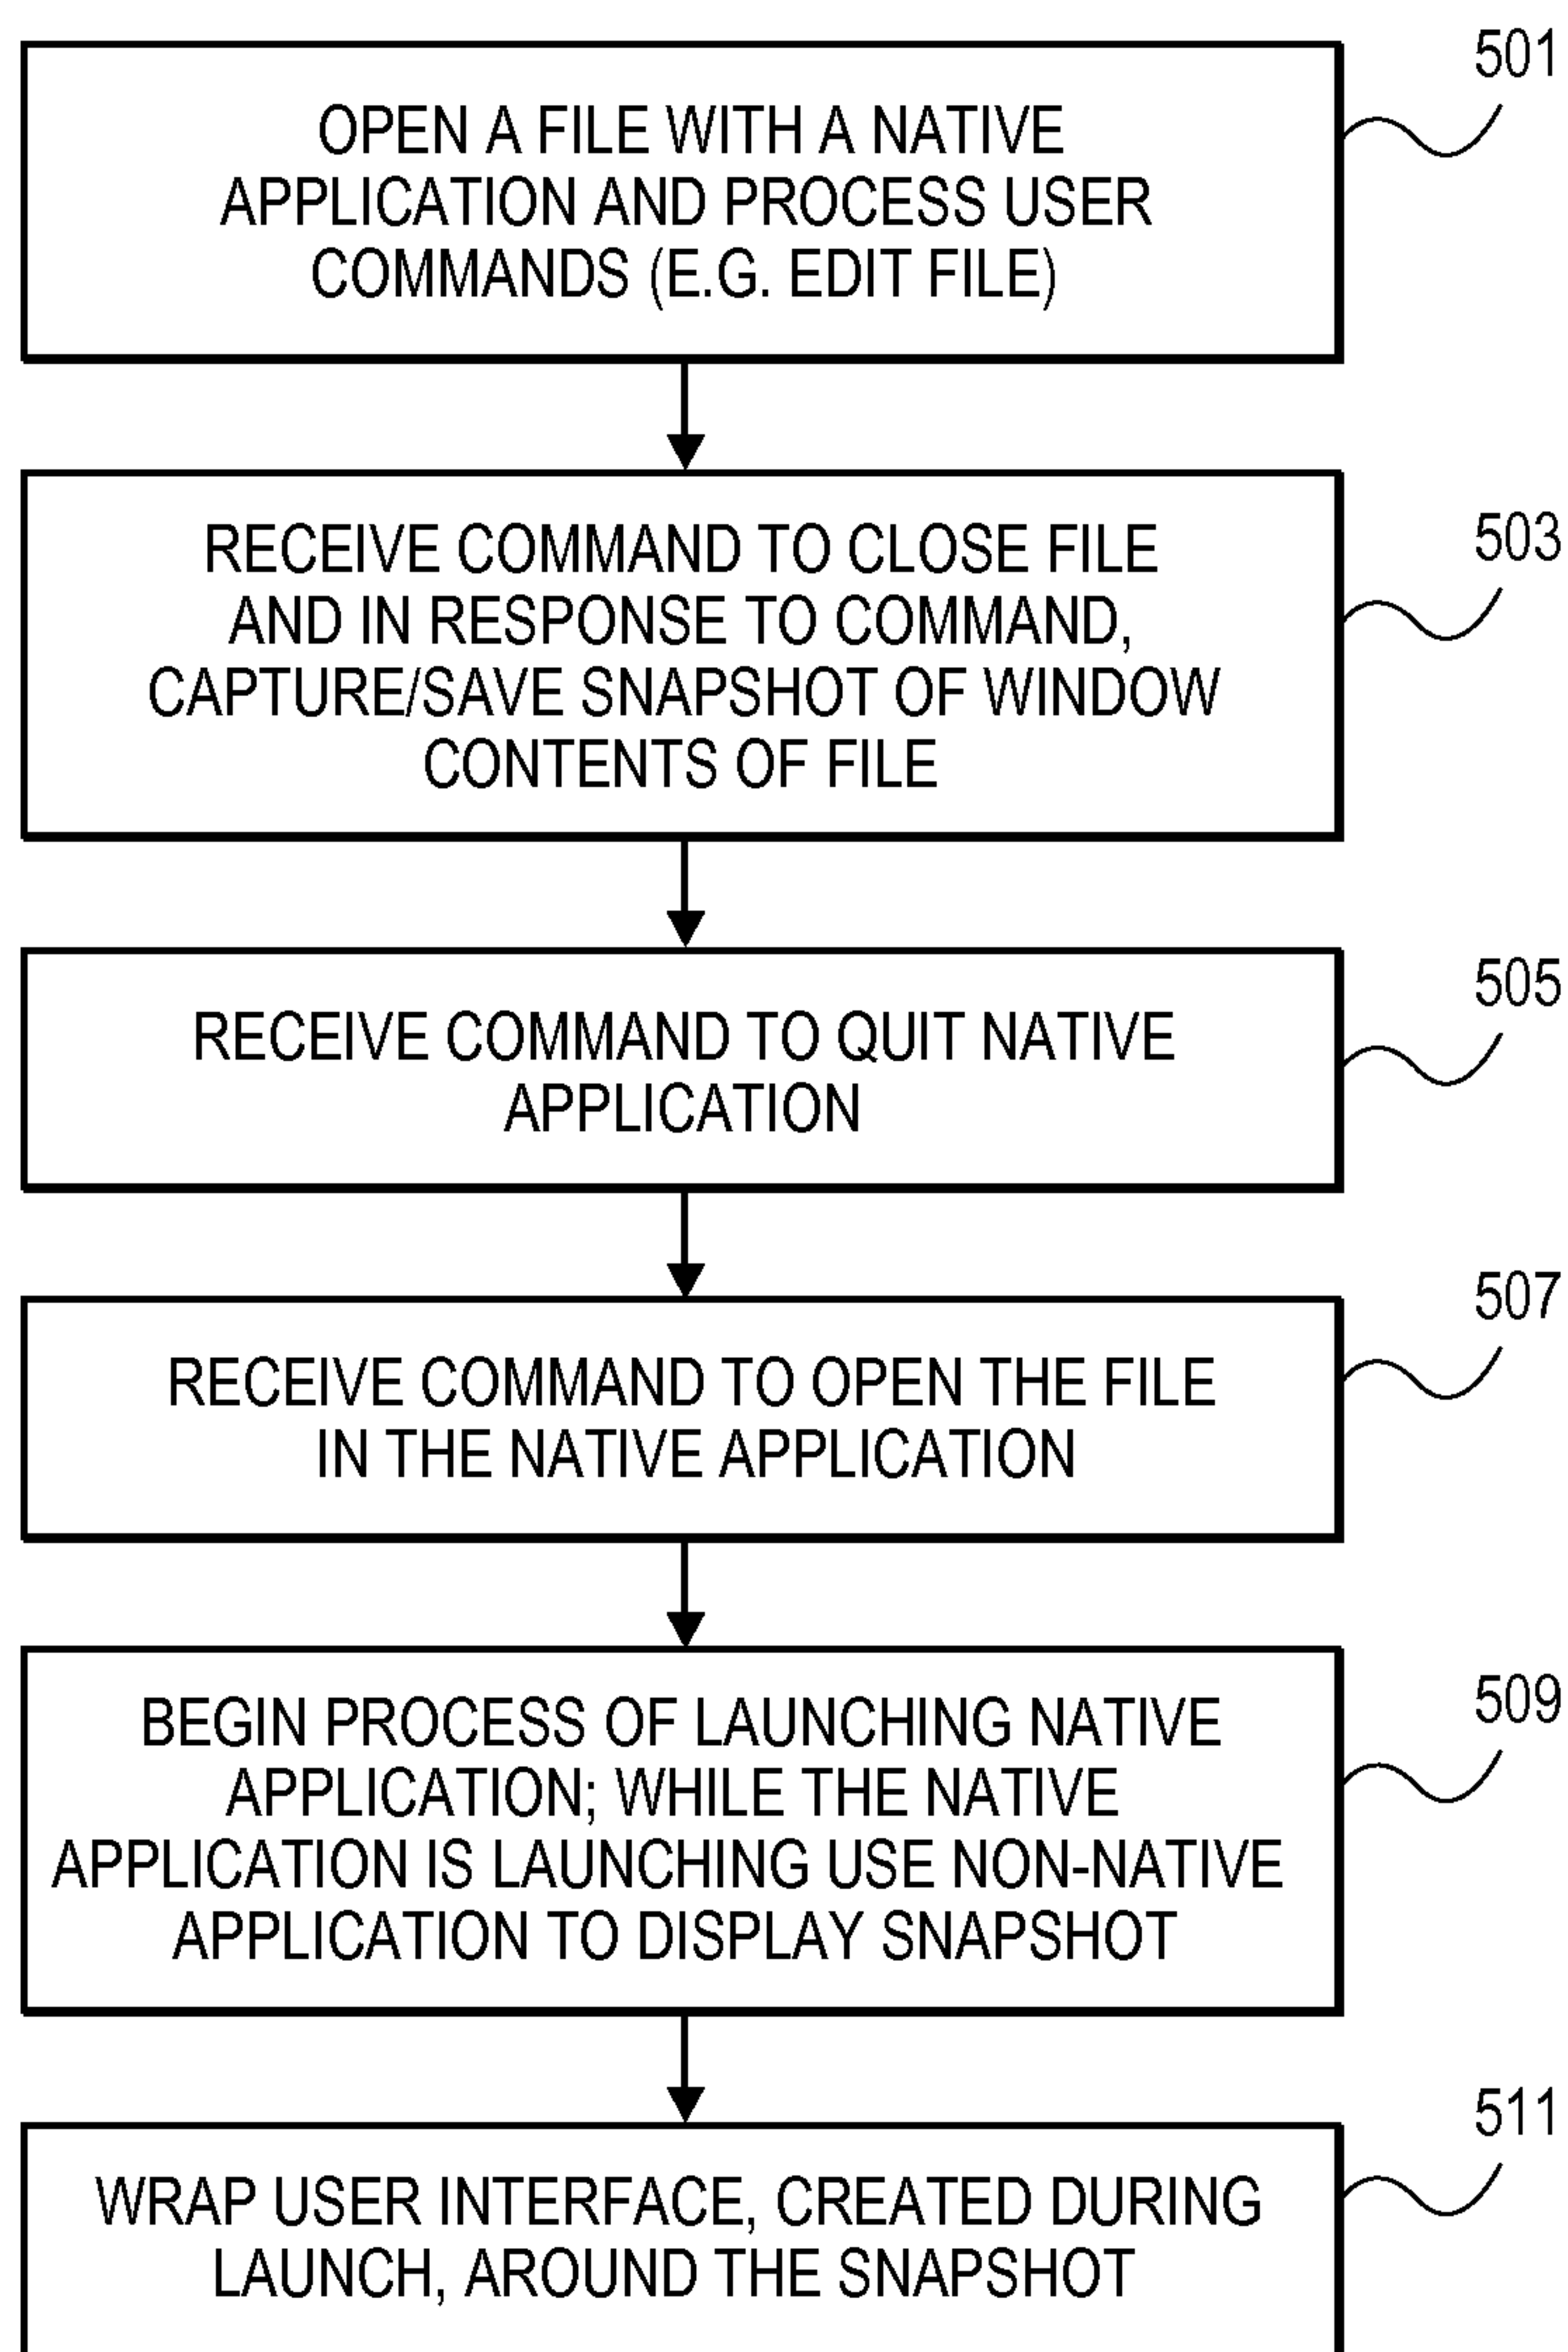 501
OPEN A FILE WITH A NATIVE
APPLICATION AND PROCESS USER
COMMANDS (E.G. EDIT FILE)
503
RECEIVE COMMAND TO CLOSE FILE
AND IN RESPONSE TO COMMAND,
CAPTURE/SAVE SNAPSHOT OF WINDOW
CONTENTS OF FILE
505
RECEIVE COMMAND TO QUIT NATIVE
APPLICATION
507
RECEIVE COMMAND TO OPEN THE FILE
IN THE NATIVE APPLICATION
509
BEGIN PROCESS OF LAUNCHING NATIVE
APPLICATION; WHILE THE NATIVE
APPLICATION IS LAUNCHING USE NON-NATIVE
APPLICATION TO DISPLAY SNAPSHOT
511
WRAP USER INTERFACE, CREATED DURING
LAUNCH, AROUND THE SNAPSHOT